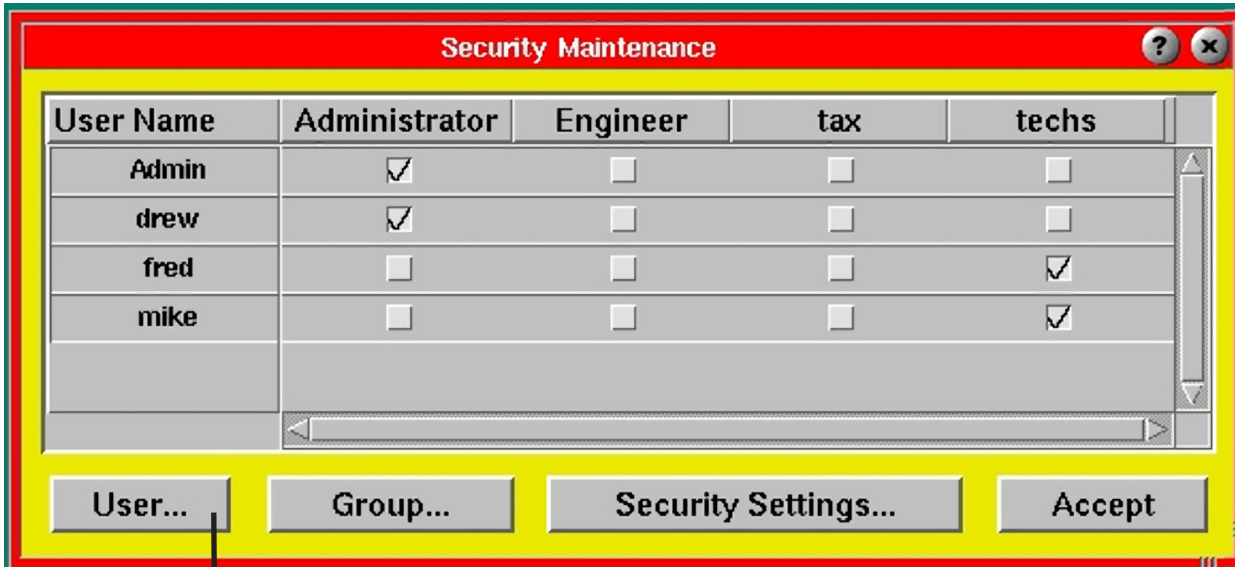 Security Maintenance ? x
User Name Administrator Engineer tax techs
Admin
drew
fred
mike
User... Group... Security Settings... Accept